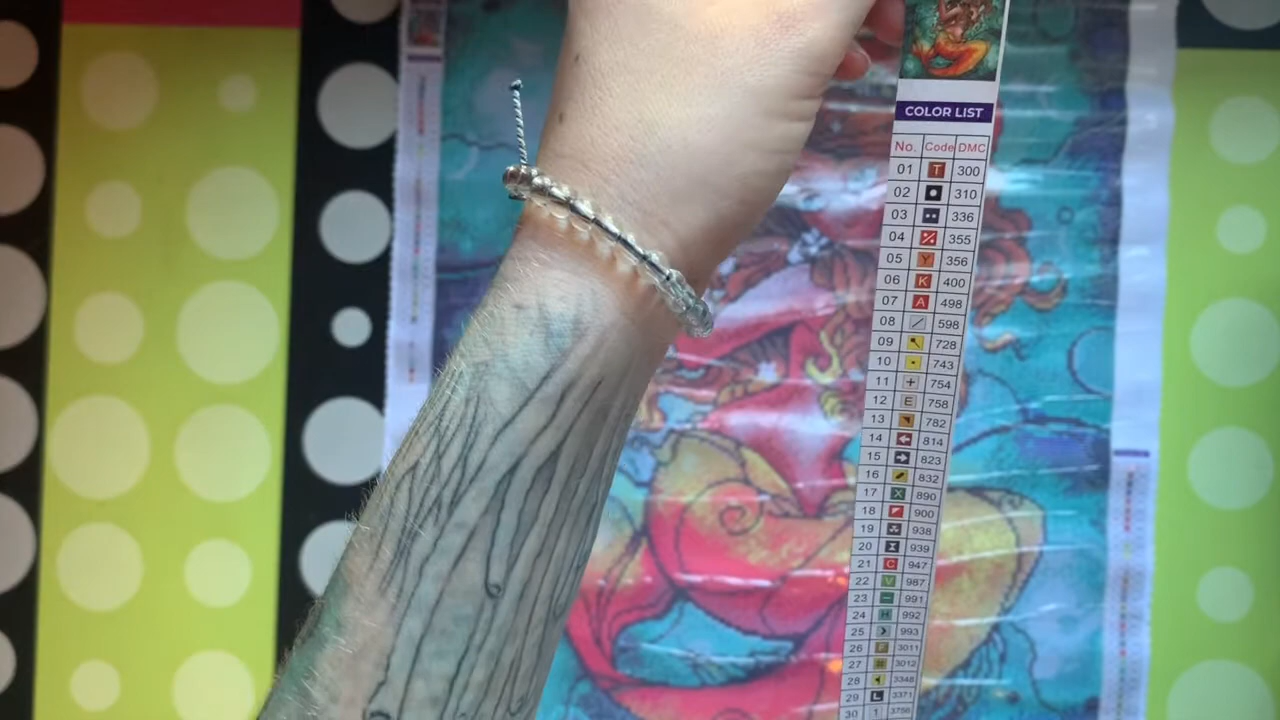 COLOR LIST
No. Code DMC
01 T 300
02 310
03 336
04 355
05 Y 356
06 K 400
07 A 498
08 598
09 728
10 743
11 + 754
12 E 758
13 782
14 814
15 823
16 832
17 X 890
18 900
19 938
20 939
21 C 947
22 V 987
23 − 991
24 H 992
25 993
26 F 3011
27 3012
28 3348
29 L 3371
30 1 3756